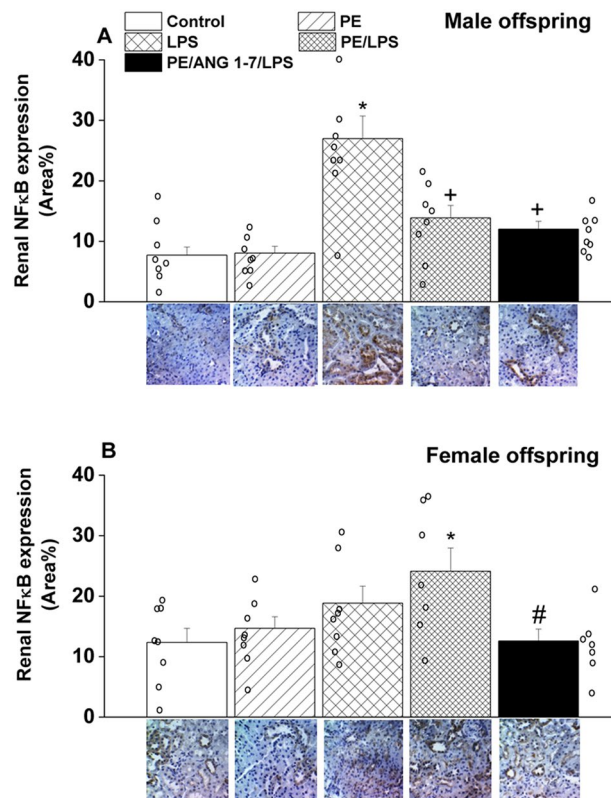 A
Control
PE
LPS
PE/LPS
PE/ANG 1-7/LPS
Male offspring
Renal NFκB expression
(Area%)
40
30
20
10
0
*
+
+
B
Female offspring
Renal NFκB expression
(Area%)
40
30
20
10
0
*
#